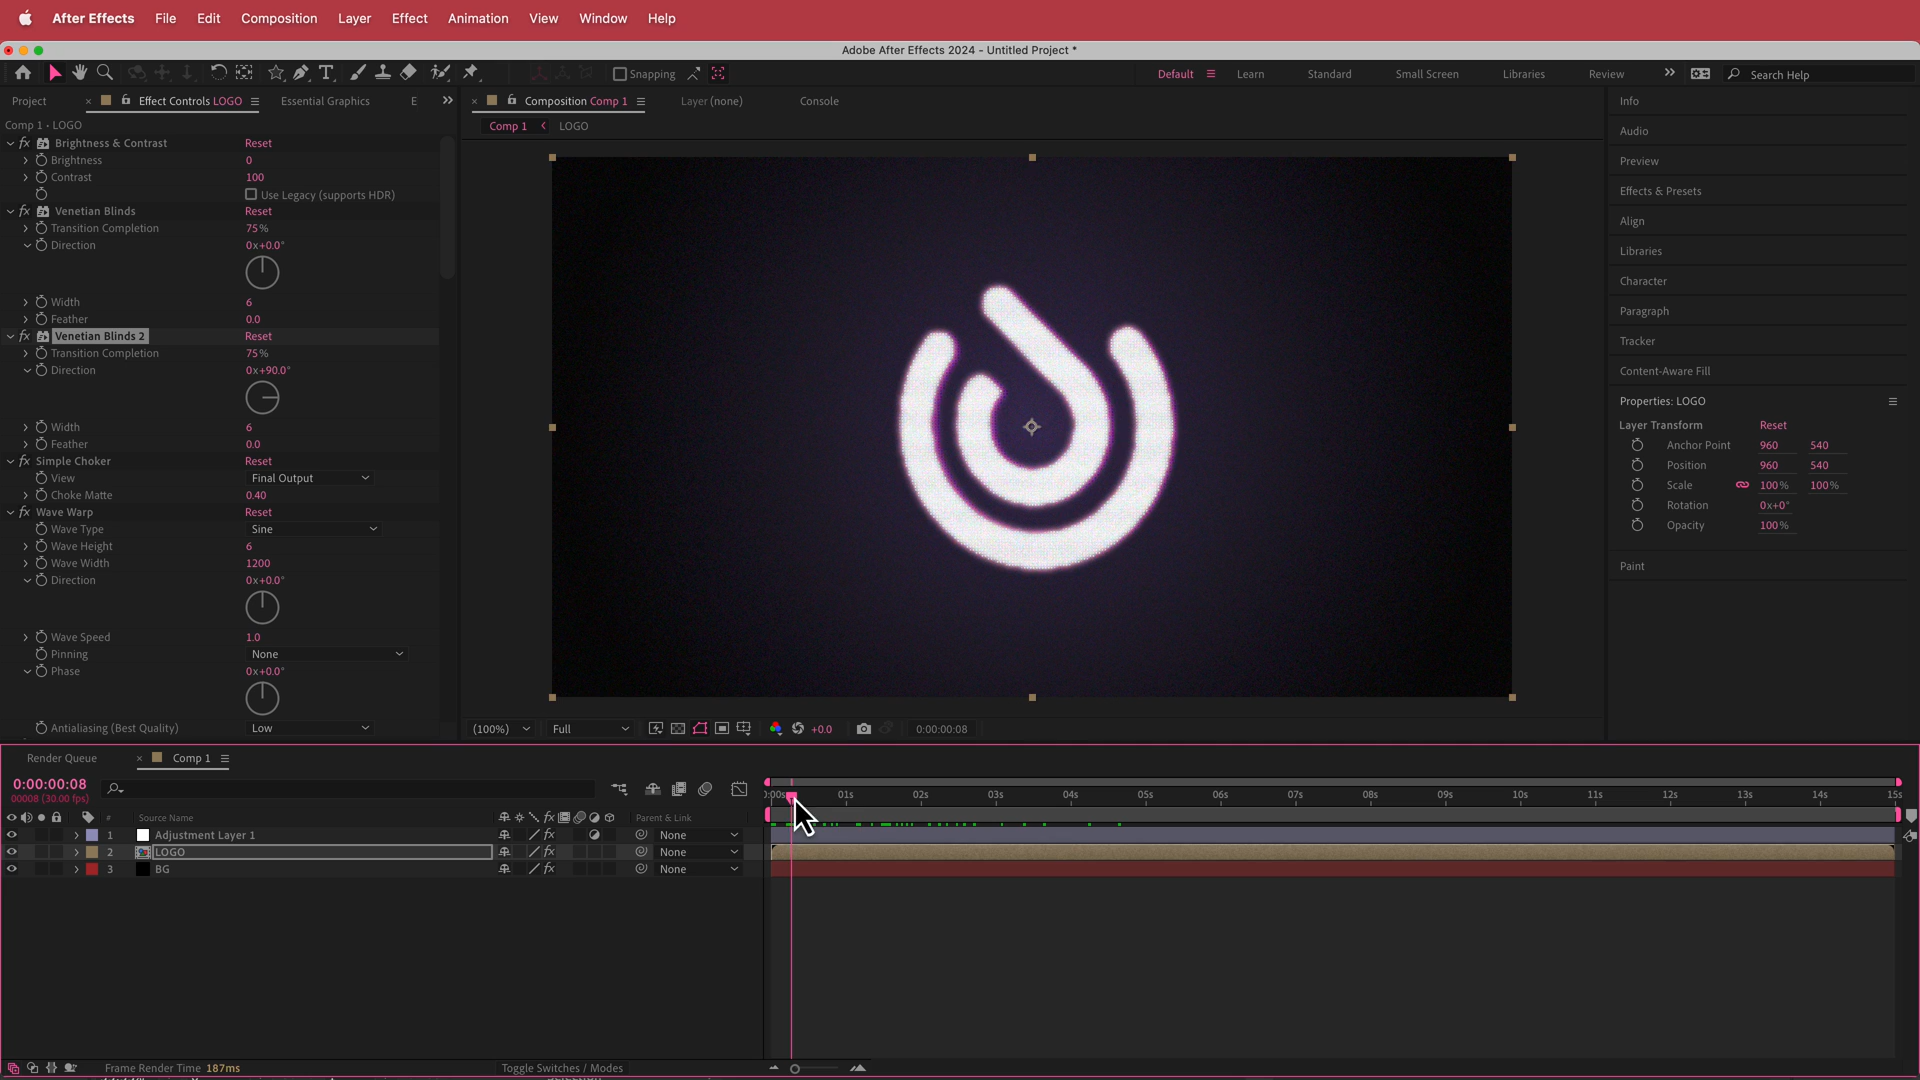 After Effects File Edit Composition Layer Effect Animation View Window Help
Adobe After Effects 2024 - Untitled Project *
Snapping
Default Learn Standard Small Screen Libraries Review Search Help
Project Effect Controls LOGO Essential Graphics E
Composition Comp 1 Layer (none) Console
Comp 1 • LOGO
Comp 1 LOGO
Brightness & Contrast Reset
Brightness 0
Contrast 100
Use Legacy (supports HDR)
Venetian Blinds Reset
Transition Completion 75%
Direction 0x+0.0°
Width 6
Feather 0.0
Venetian Blinds 2 Reset
Transition Completion 75%
Direction 0x+90.0°
Width 6
Feather 0.0
Simple Choker Reset
View Final Output
Choke Matte 0.40
Wave Warp Reset
Wave Type Sine
Wave Height 6
Wave Width 1200
Direction 0x+0.0°
Wave Speed 1.0
Pinning None
Phase 0x+0.0°
Antialiasing (Best Quality) Low
(100%) Full +0.0 0:00:00:08
Info
Audio
Preview
Effects & Presets
Align
Libraries
Character
Paragraph
Tracker
Content-Aware Fill
Properties: LOGO
Layer Transform Reset
Anchor Point 960 540
Position 960 540
Scale 100% 100%
Rotation 0x+0°
Opacity 100%
Paint
Render Queue Comp 1
0:00:00:08
00008 (30.00 fps)
:00s 01s 02s 03s 04s 05s 06s 07s 08s 09s 10s 11s 12s 13s 14s 15s
# Source Name fx Parent & Link
1 Adjustment Layer 1 fx None
2 LOGO fx None
3 BG fx None
Frame Render Time 187ms
Toggle Switches / Modes